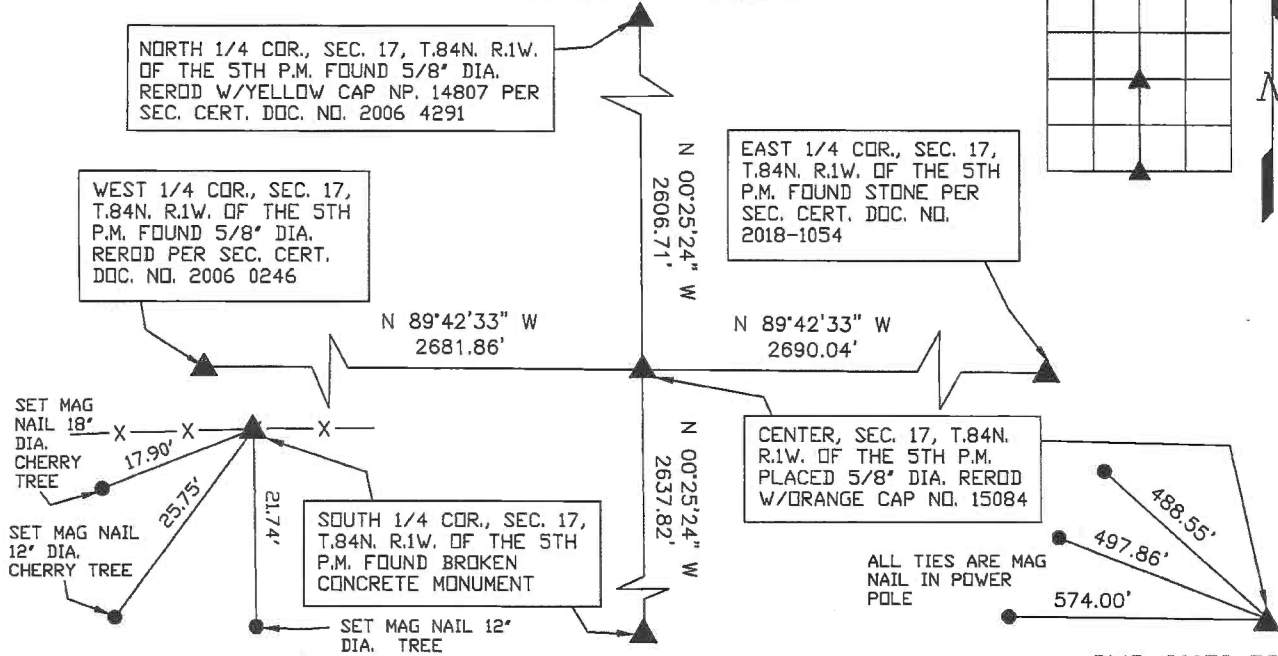 NORTH 1/4 COR., SEC. 17, T.84N. R.1W.
OF THE 5TH P.M. FOUND 5/8" DIA.
REROD W/YELLOW CAP NP. 14807 PER
SEC. CERT. DOC. NO. 2006 4291
N
EAST 1/4 COR., SEC. 17,
T.84N. R.1W. OF THE 5TH
P.M. FOUND STONE PER
SEC. CERT. DOC. NO.
2018-1054
N 00°25'24" W
2606.71'
WEST 1/4 COR., SEC. 17,
T.84N. R.1W. OF THE 5TH
P.M. FOUND 5/8" DIA.
REROD PER SEC. CERT.
DOC. NO. 2006 0246
N 89°42'33" W
2681.86'
N 89°42'33" W
2690.04'
SET MAG
NAIL 18"
DIA.
CHERRY
TREE
X X X
17.90'
25.75'
21.74'
SET MAG NAIL
12" DIA.
CHERRY TREE
SOUTH 1/4 COR., SEC. 17,
T.84N. R.1W. OF THE 5TH
P.M. FOUND BROKEN
CONCRETE MONUMENT
SET MAG NAIL 12"
DIA. TREE
N 00°25'24" W
2637.82'
CENTER, SEC. 17, T.84N.
R.1W. OF THE 5TH P.M.
PLACED 5/8" DIA. REROD
W/ORANGE CAP NO. 15084
ALL TIES ARE MAG
NAIL IN POWER
POLE
488.55'
497.86'
574.00'